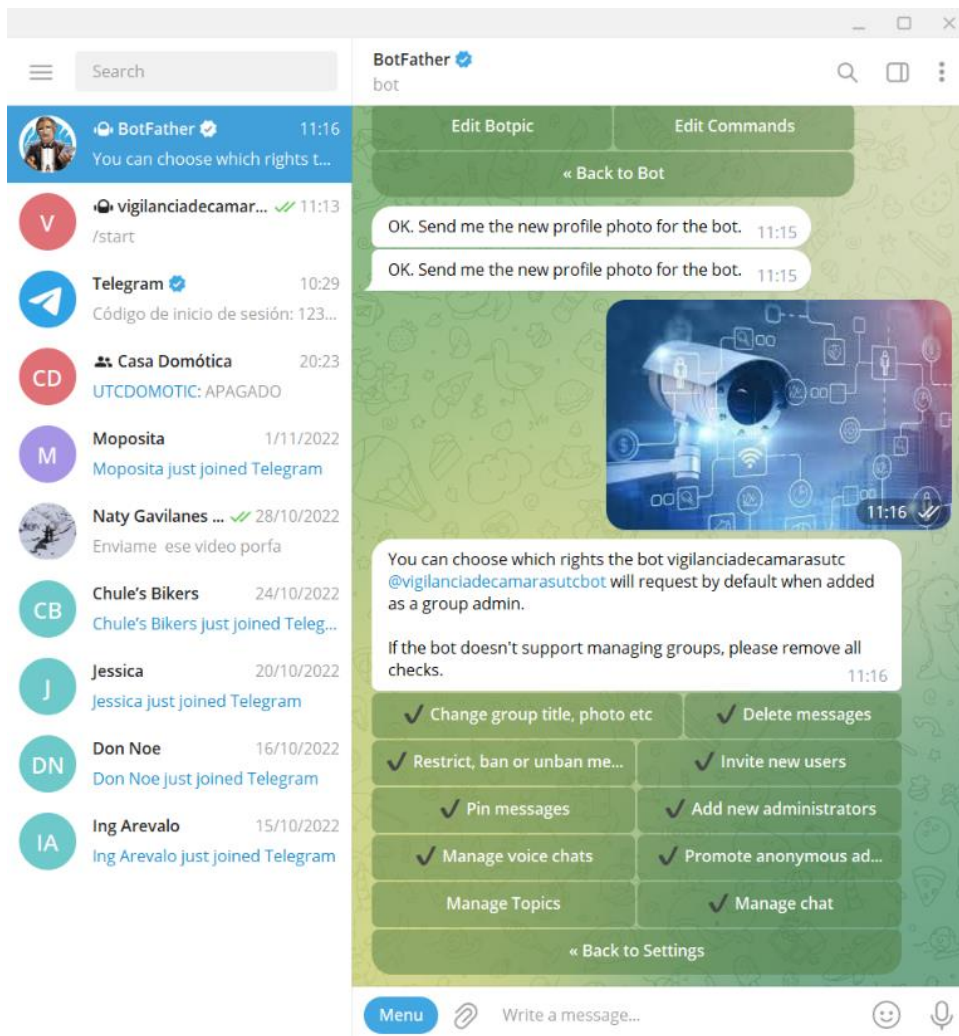 Search
BotFather
11:16
You can choose which rights t...
vigilanciadecamar...
11:13
/start
Telegram
10:29
Código de inicio de sesión: 123...
CD
Casa Domótica
20:23
UTCDOMOTIC: APAGADO
M
Moposita
1/11/2022
Moposita just joined Telegram
Naty Gavilanes ...
28/10/2022
Enviame ese video porfa
CB
Chule's Bikers
24/10/2022
Chule's Bikers just joined Teleg...
J
Jessica
20/10/2022
Jessica just joined Telegram
DN
Don Noe
16/10/2022
Don Noe just joined Telegram
IA
Ing Arevalo
15/10/2022
Ing Arevalo just joined Telegram
V
BotFather
bot
Edit Botpic
Edit Commands
« Back to Bot
OK. Send me the new profile photo for the bot. 11:15
OK. Send me the new profile photo for the bot. 11:15
11:16
You can choose which rights the bot vigilanciadecamarasutc
@vigilanciadecamarasutcbot will request by default when added
as a group admin.
If the bot doesn't support managing groups, please remove all
checks.
11:16
Change group title, photo etc
Delete messages
Restrict, ban or unban me...
Invite new users
Pin messages
Add new administrators
Manage voice chats
Promote anonymous ad...
Manage Topics
Manage chat
« Back to Settings
Menu
Write a message...